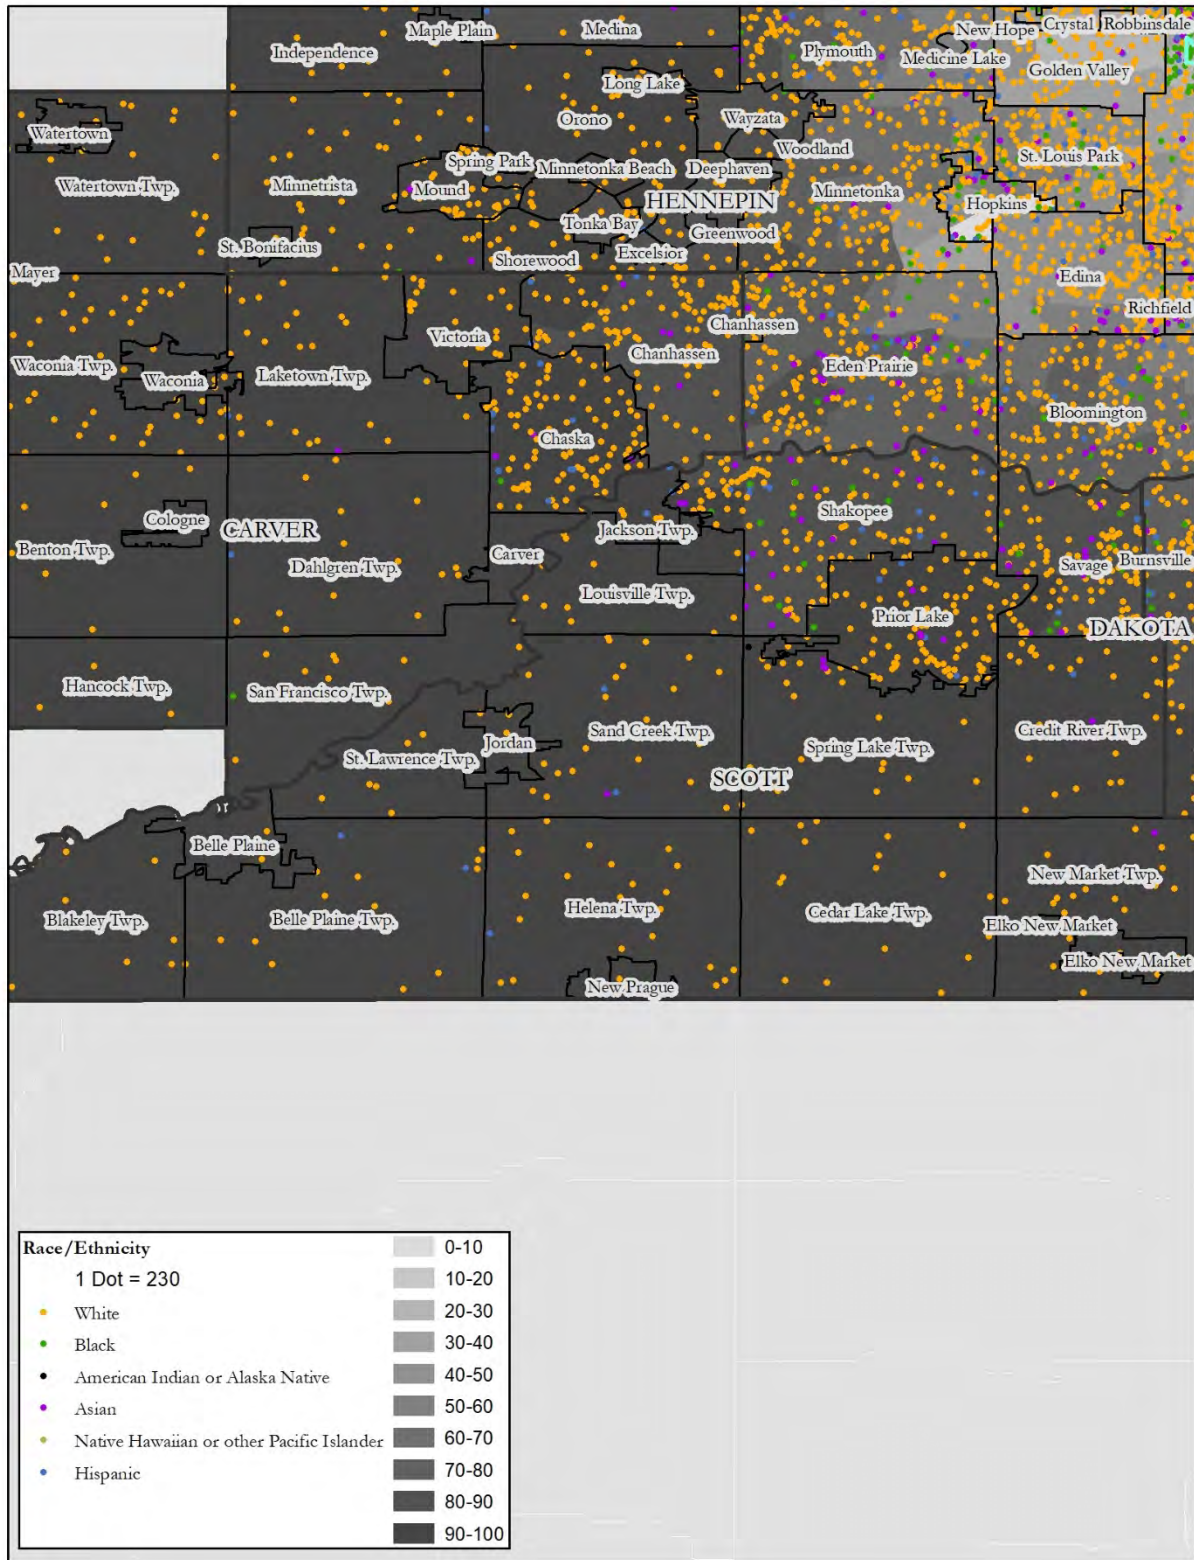 Maple Plain
Medina
New Hope
Crystal
Robbinsdale
Independence
Plymouth
Medicine Lake
Golden Valley
Long Lake
Watertown
Orono
Wayzata
Woodland
St. Louis Park
Watertown Twp.
Minnetrista
Spring Park
Mound
Minnetonka Beach
Deephaven
Minnetonka
HENNEPIN
Hopkins
Tonka Bay
Greenwood
St. Bonifacius
Shorewood
Excelsior
Mayer
Edina
Richfield
Victoria
Chanhassen
Chanhassen
Waconia Twp.
Waconia
Laketown Twp.
Eden Prairie
Bloomington
Chaska
Cologne
CARVER
Jackson Twp.
Shakopee
Benton Twp.
Dahlgren Twp.
Carver
Louisville Twp.
Savage
Burnsville
Prior Lake
DAKOTA
Hancock Twp.
San Francisco Twp.
St. Lawrence Twp.
Jordan
Sand Creek Twp.
Spring Lake Twp.
Credit River Twp.
SCOTT
Belle Plaine
New Market Twp.
Blakeley Twp.
Belle Plaine Twp.
Helena Twp.
Cedar Lake Twp.
Elko New Market
Elko New Market
New Prague
Race/Ethnicity
1 Dot = 230
White
Black
American Indian or Alaska Native
Asian
Native Hawaiian or other Pacific Islander
Hispanic
0-10
10-20
20-30
30-40
40-50
50-60
60-70
70-80
80-90
90-100